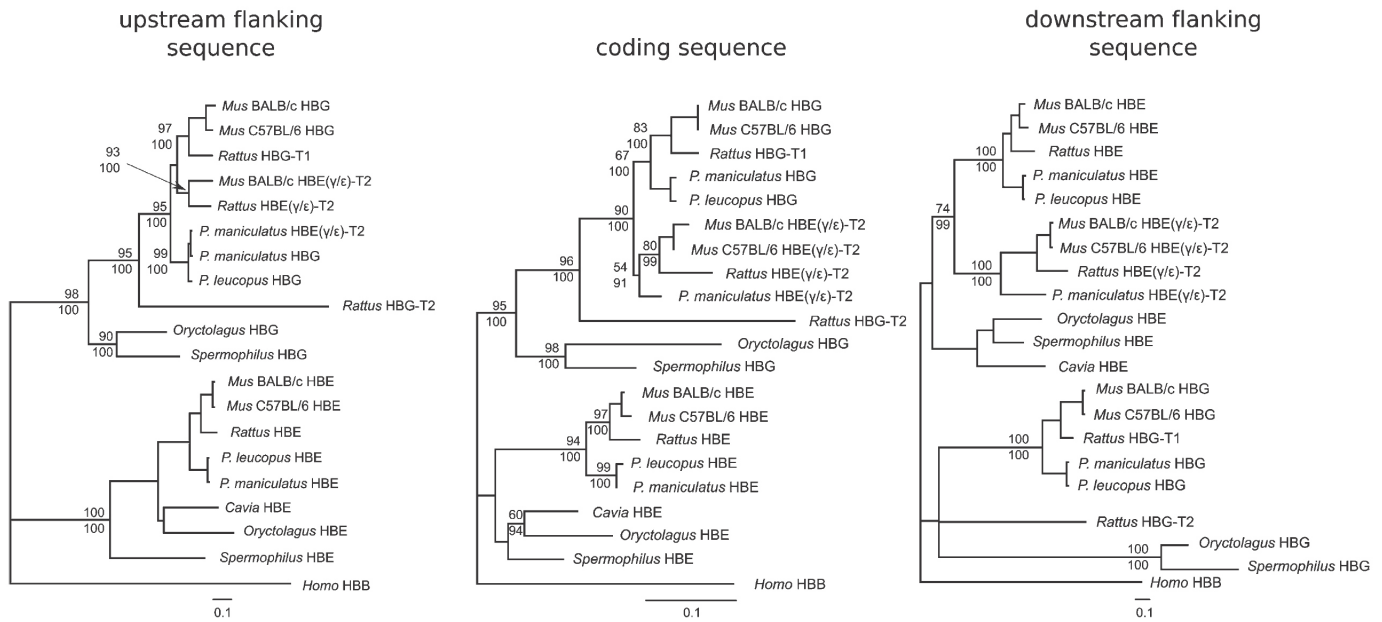 upstream flanking
sequence
Mus BALB/c HBG
Mus C57BL/6 HBG
97
100
Rattus HBG-T1
93
100
Mus BALB/c HBE(γ/ε)-T2
Rattus HBE(γ/ε)-T2
95
100
P. maniculatus HBE(γ/ε)-T2
P. maniculatus HBG
99
100
P. leucopus HBG
95
100
Rattus HBG-T2
98
100
Oryctolagus HBG
90
100
Spermophilus HBG
Mus BALB/c HBE
Mus C57BL/6 HBE
Rattus HBE
P. leucopus HBE
P. maniculatus HBE
Cavia HBE
100
100
Oryctolagus HBE
Spermophilus HBE
Homo HBB
0.1
coding sequence
Mus BALB/c HBG
Mus C57BL/6 HBG
83
100
Rattus HBG-T1
67
100
P. maniculatus HBG
P. leucopus HBG
90
100
Mus BALB/c HBE(γ/ε)-T2
Mus C57BL/6 HBE(γ/ε)-T2
80
99
Rattus HBE(γ/ε)-T2
54
91
P. maniculatus HBE(γ/ε)-T2
96
100
Rattus HBG-T2
95
100
Oryctolagus HBG
98
100
Spermophilus HBG
Mus BALB/c HBE
Mus C57BL/6 HBE
97
100
Rattus HBE
94
100
P. leucopus HBE
99
100
P. maniculatus HBE
Cavia HBE
60
94
Oryctolagus HBE
Spermophilus HBE
Homo HBB
0.1
downstream flanking
sequence
Mus BALB/c HBE
Mus C57BL/6 HBE
Rattus HBE
100
100
P. maniculatus HBE
P. leucopus HBE
74
99
Mus BALB/c HBE(γ/ε)-T2
Mus C57BL/6 HBE(γ/ε)-T2
Rattus HBE(γ/ε)-T2
100
100
P. maniculatus HBE(γ/ε)-T2
Oryctolagus HBE
Spermophilus HBE
Cavia HBE
Mus BALB/c HBG
Mus C57BL/6 HBG
Rattus HBG-T1
100
100
P. maniculatus HBG
P. leucopus HBG
Rattus HBG-T2
Oryctolagus HBG
100
100
Spermophilus HBG
Homo HBB
0.1